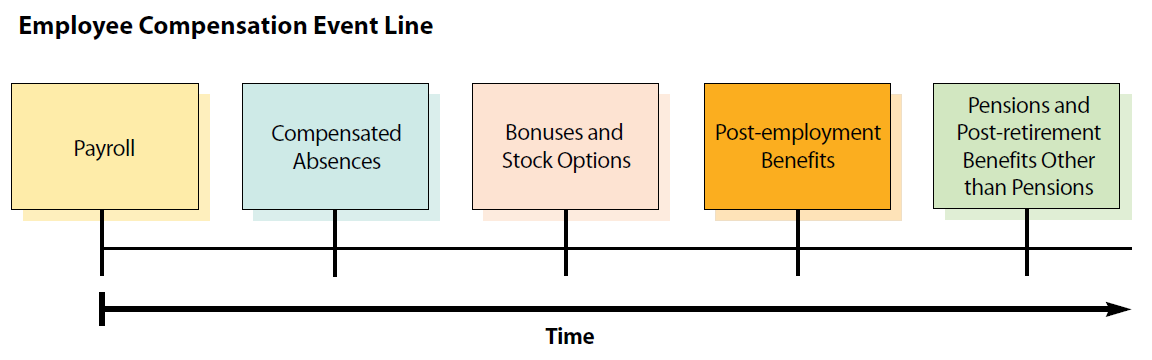 Employee Compensation Event Line
Payroll
Compensated
Absences
Bonuses and
Stock Options
Post-employment
Benefits
Pensions and
Post-retirement
Benefits Other
than Pensions
Time